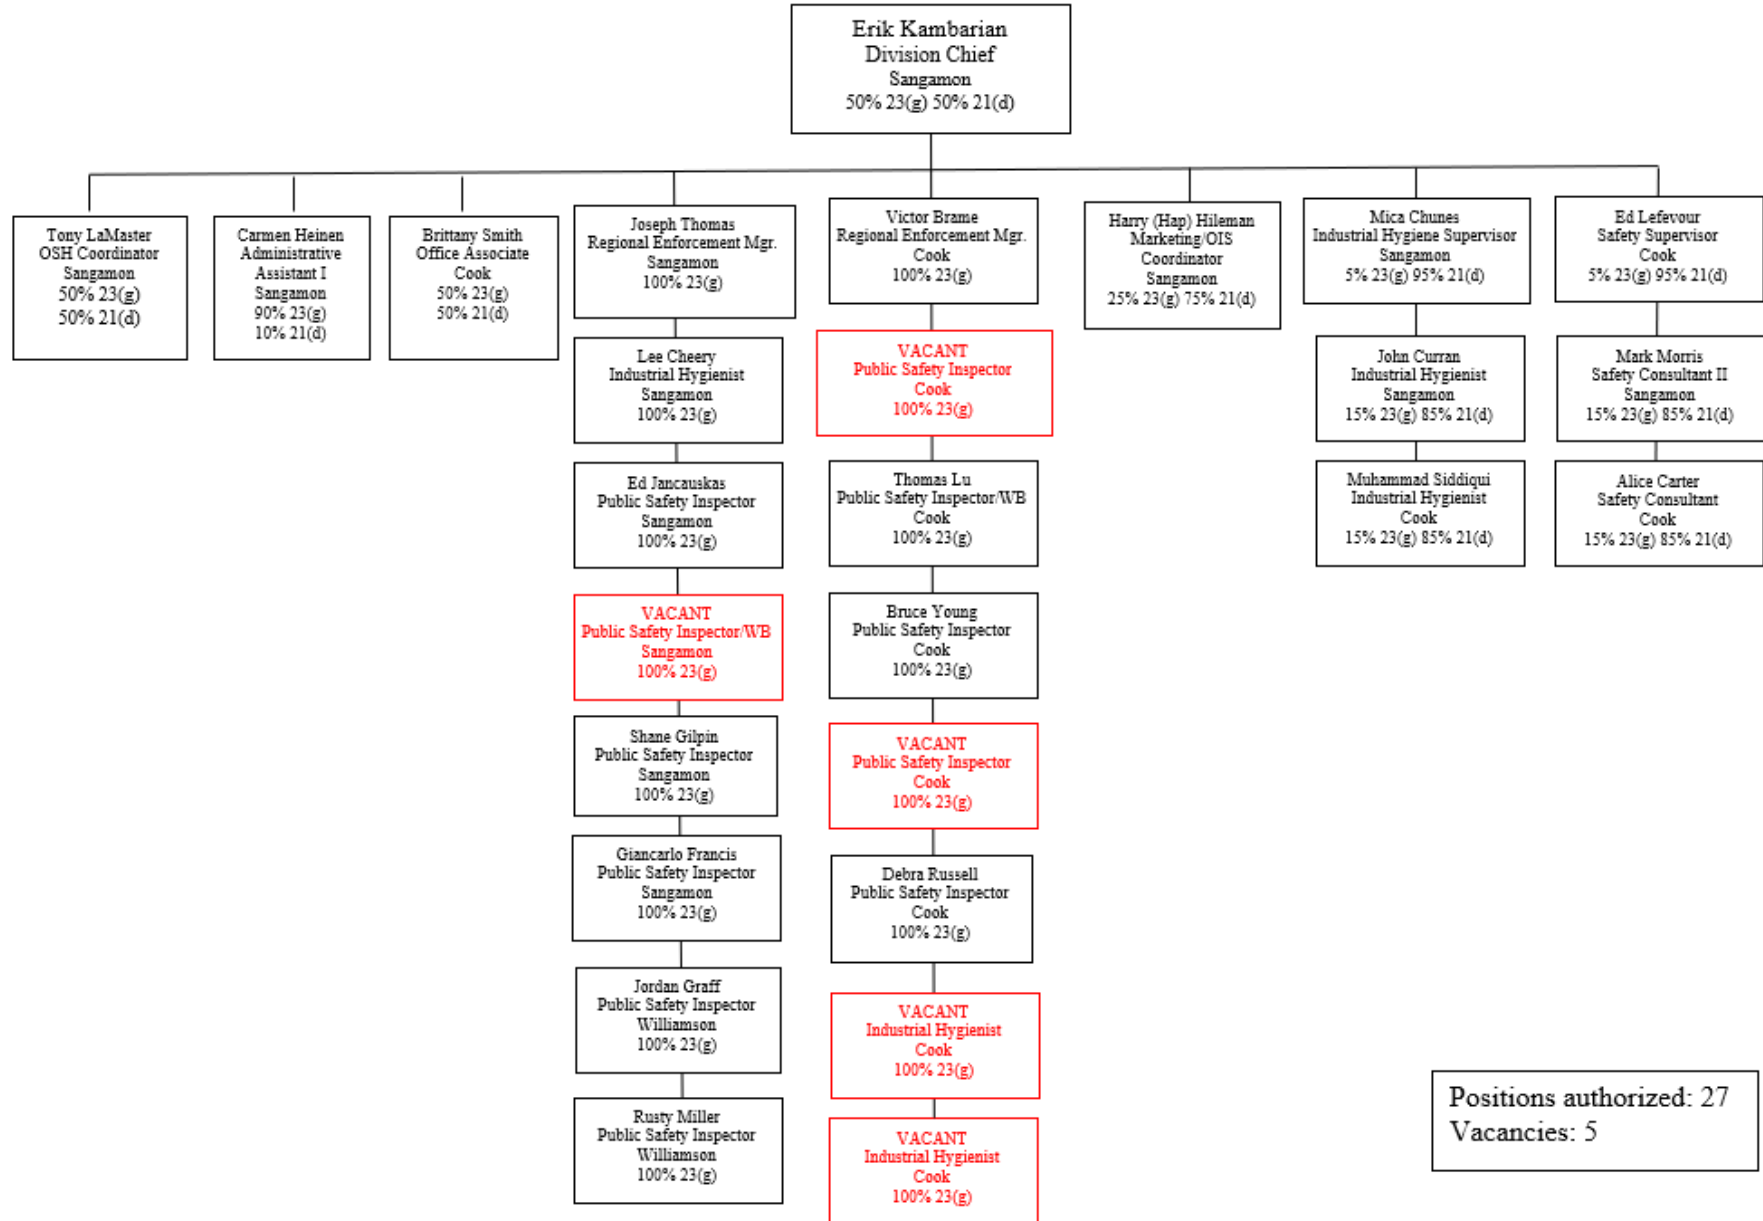 Erik Kambarian
Division Chief
Sangamon
50% 23(g) 50% 21(d)
Tony LaMaster
OSH Coordinator
Sangamon
50% 23(g)
50% 21(d)
Carmen Heinen
Administrative
Assistant I
Sangamon
90% 23(g)
10% 21(d)
Brittany Smith
Office Associate
Cook
50% 23(g)
50% 21(d)
Joseph Thomas
Regional Enforcement Mgr.
Sangamon
100% 23(g)
Lee Cheery
Industrial Hygienist
Sangamon
100% 23(g)
Ed Jancauskas
Public Safety Inspector
Sangamon
100% 23(g)
VACANT
Public Safety Inspector/WB
Sangamon
100% 23(g)
Shane Gilpin
Public Safety Inspector
Sangamon
100% 23(g)
Giancarlo Francis
Public Safety Inspector
Sangamon
100% 23(g)
Jordan Graff
Public Safety Inspector
Williamson
100% 23(g)
Rusty Miller
Public Safety Inspector
Williamson
100% 23(g)
Victor Brame
Regional Enforcement Mgr.
Cook
100% 23(g)
VACANT
Public Safety Inspector
Cook
100% 23(g)
Thomas Lu
Public Safety Inspector/WB
Cook
100% 23(g)
Bruce Young
Public Safety Inspector
Cook
100% 23(g)
VACANT
Public Safety Inspector
Cook
100% 23(g)
Debra Russell
Public Safety Inspector
Cook
100% 23(g)
VACANT
Industrial Hygienist
Cook
100% 23(g)
VACANT
Industrial Hygienist
Cook
100% 23(g)
Harry (Hap) Hileman
Marketing/OIS
Coordinator
Sangamon
25% 23(g) 75% 21(d)
Mica Chunes
Industrial Hygiene Supervisor
Sangamon
5% 23(g) 95% 21(d)
John Curran
Industrial Hygienist
Sangamon
15% 23(g) 85% 21(d)
Muhammad Siddiqui
Industrial Hygienist
Cook
15% 23(g) 85% 21(d)
Ed Lefevour
Safety Supervisor
Cook
5% 23(g) 95% 21(d)
Mark Morris
Safety Consultant II
Sangamon
15% 23(g) 85% 21(d)
Alice Carter
Safety Consultant
Cook
15% 23(g) 85% 21(d)
Positions authorized: 27
Vacancies: 5